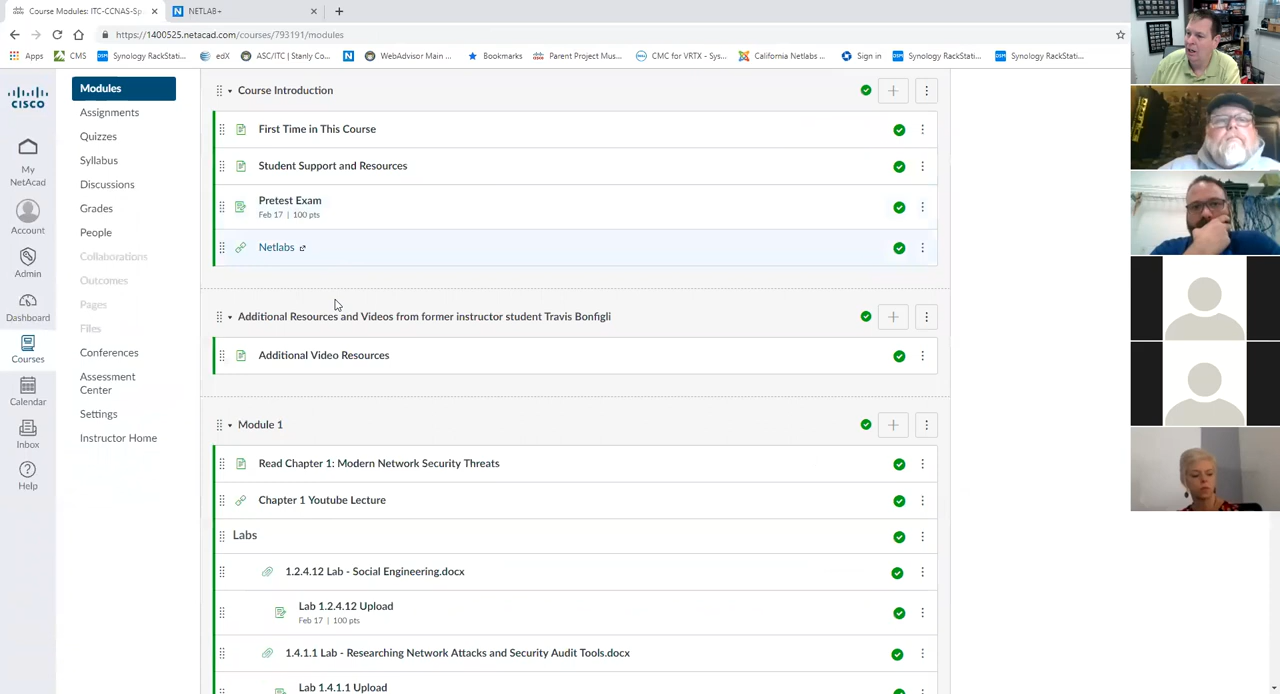 Course Modules: ITC-CCNAS-Sp
NETLAB+
https://1400525.netacad.com/courses/793191/modules
Apps
CMS
Synology RackStati...
edX
ASC/ITC | Study Co...
WebAdvisor Main ...
Bookmarks
Parent Project Mus...
CMC for VRTX - Sys...
California Netlabs ...
Sign in
Synology RackStati...
Synology RackStati...
CISCO
My
NetAcad
Account
Admin
Dashboard
Courses
Calendar
Inbox
Help
Modules
Assignments
Quizzes
Syllabus
Discussions
Grades
People
Collaborations
Outcomes
Pages
Files
Conferences
Assessment
Center
Settings
Instructor Home
Course Introduction
First Time in This Course
Student Support and Resources
Pretest Exam
Feb 17 | 100 pts
Netlabs
Additional Resources and Videos from former instructor student Travis Bonfigli
Additional Video Resources
Module 1
Read Chapter 1: Modern Network Security Threats
Chapter 1 Youtube Lecture
Labs
1.2.4.12 Lab - Social Engineering.docx
Lab 1.2.4.12 Upload
Feb 17 | 100 pts
1.4.1.1 Lab - Researching Network Attacks and Security Audit Tools.docx
Lab 1.4.1.1 Upload